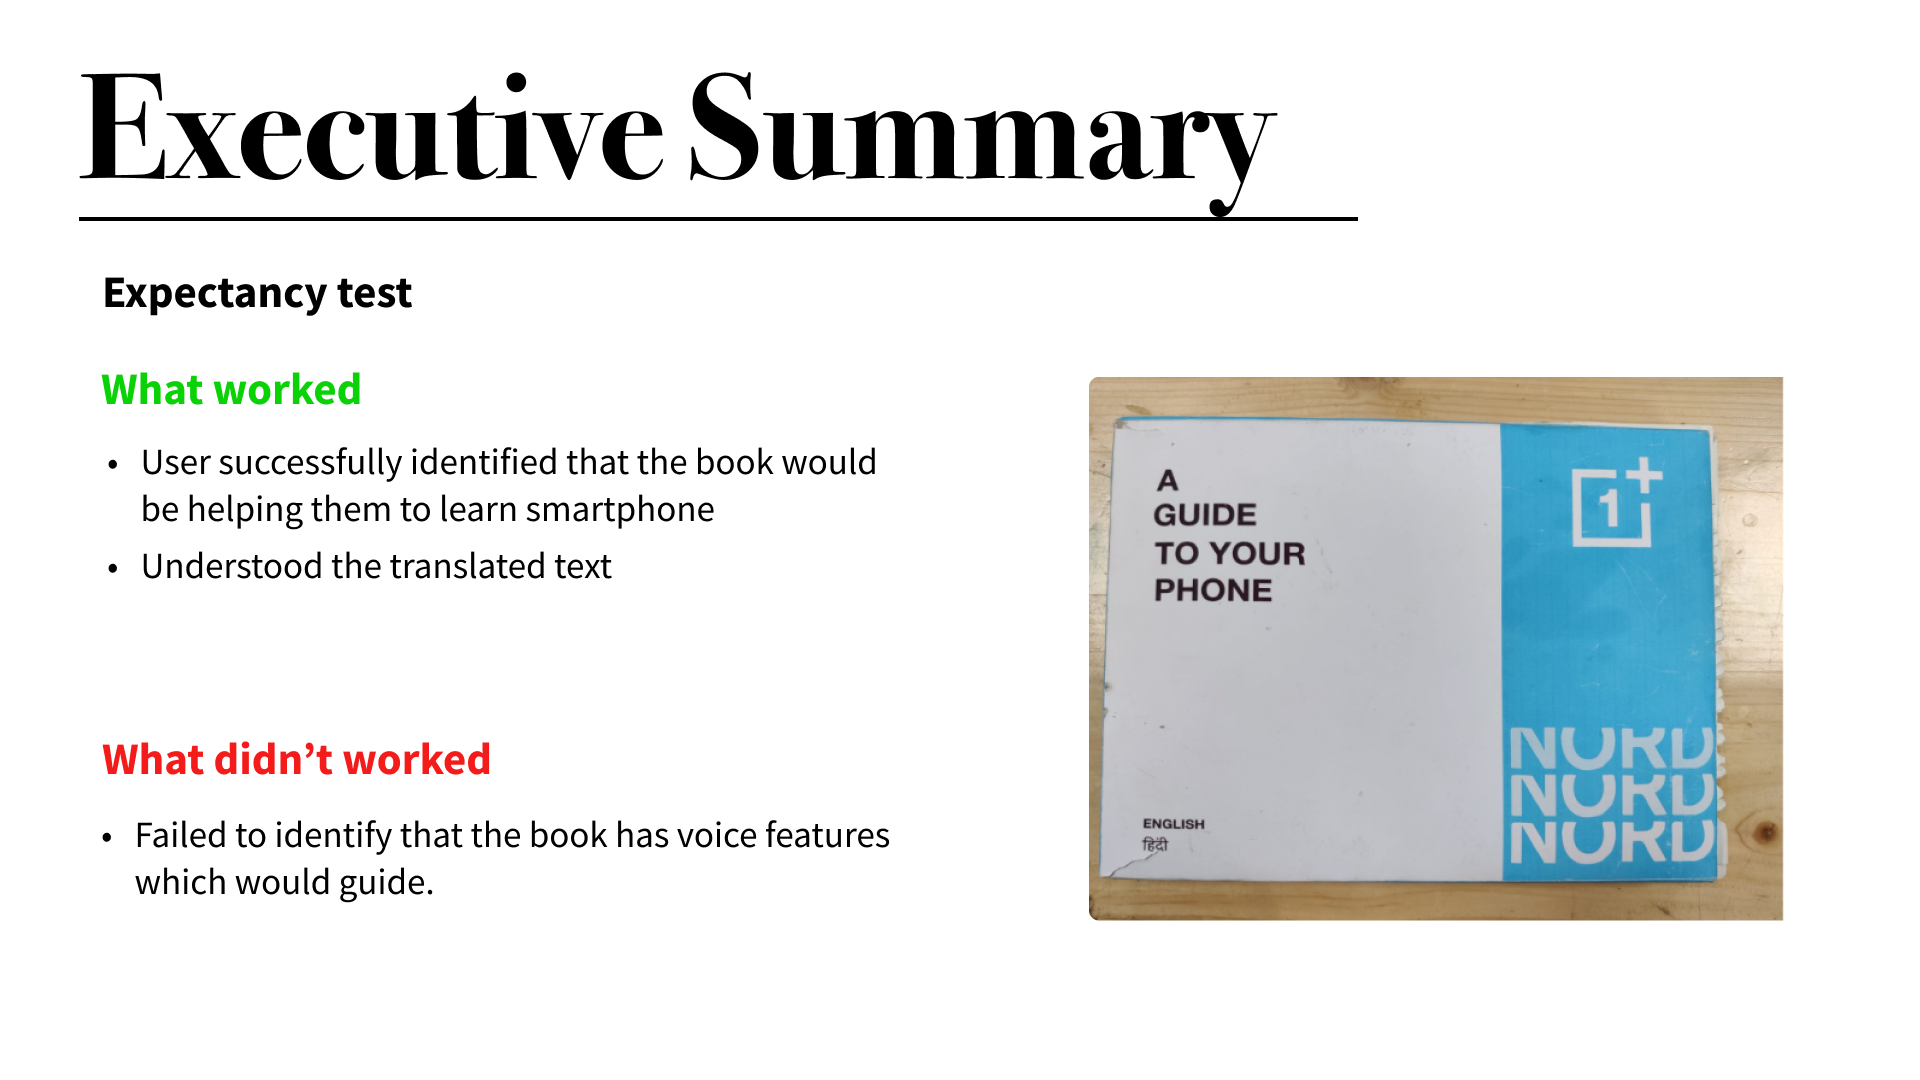 Executive Summary
Expectancy test
What worked
• User successfully identified that the book would
be helping them to learn smartphone
• Understood the translated text
What didn’t worked
• Failed to identify that the book has voice features
which would guide.
A
GUIDE
TO YOUR
PHONE
ENGLISH
हिंदी
1+
NORD
NORD
NORD